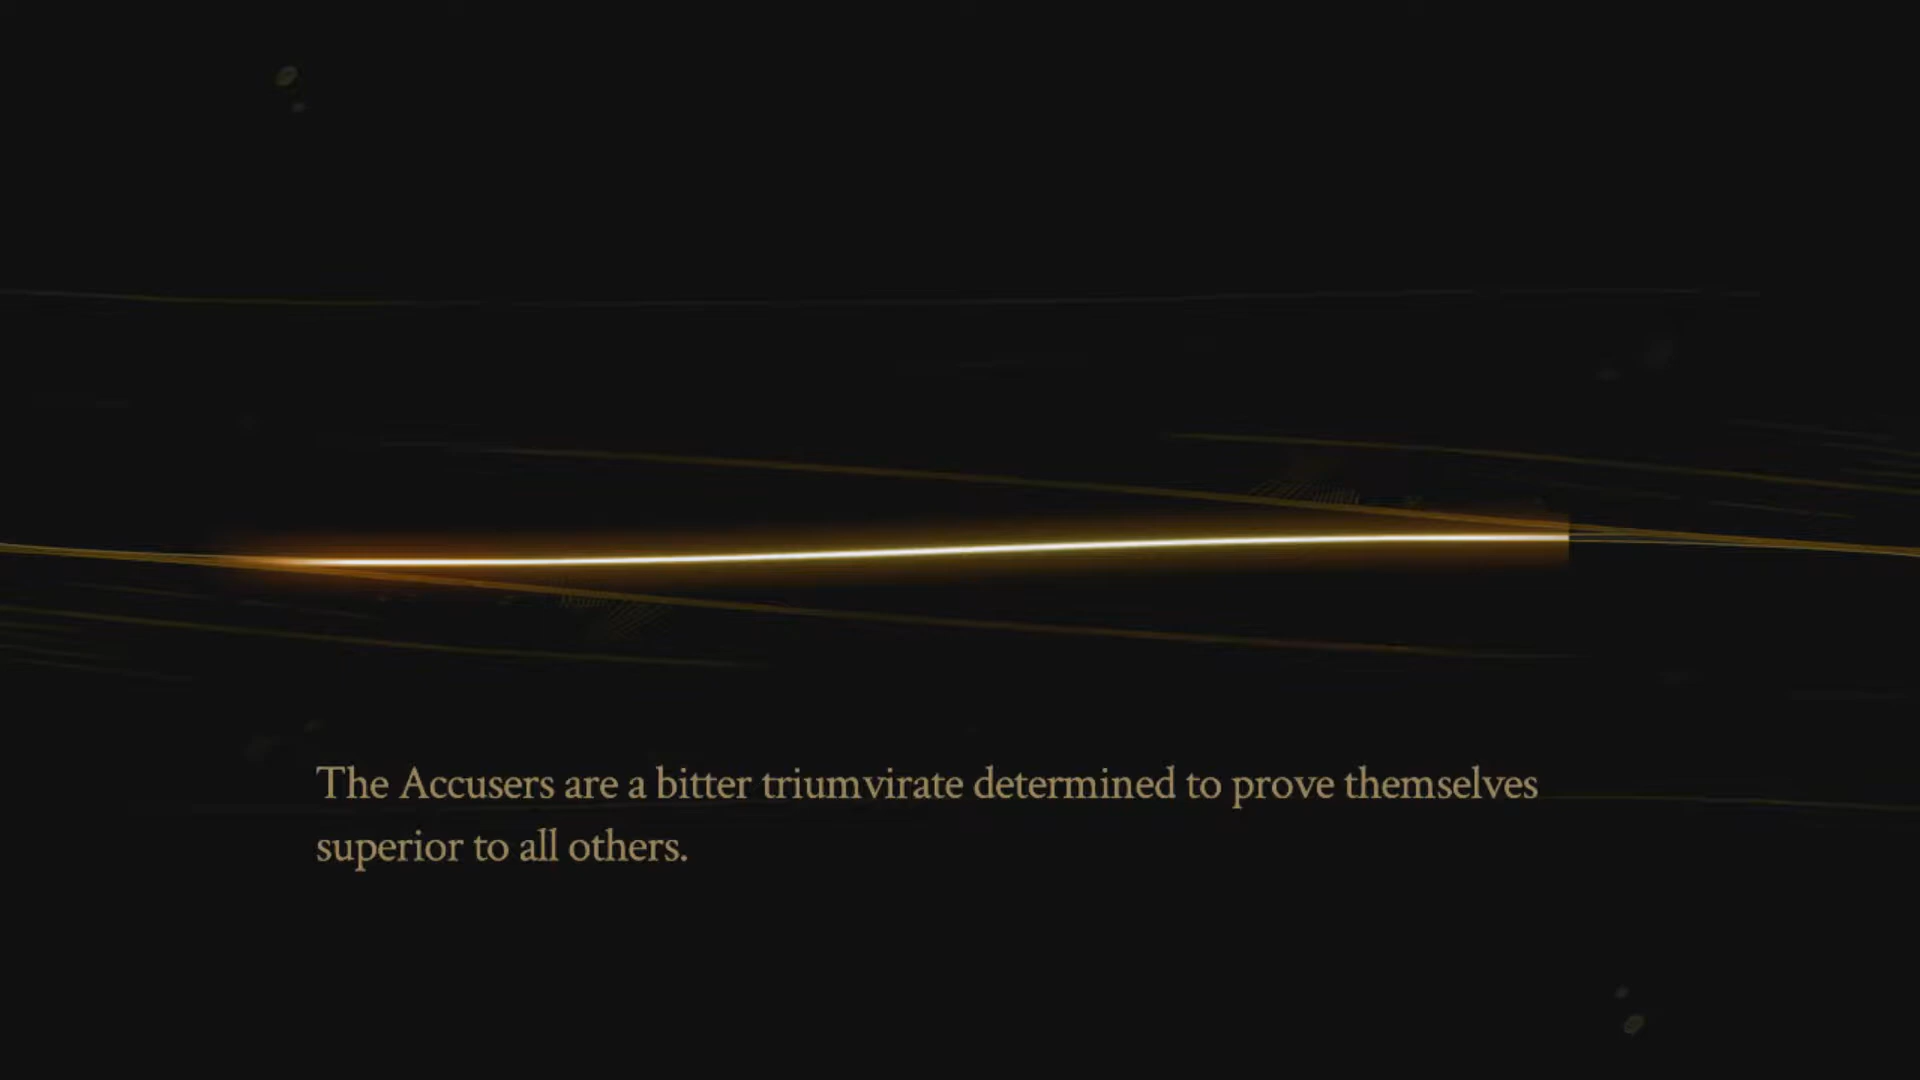 The Accusers are a bitter triumvirate determined to prove themselves
superior to all others.